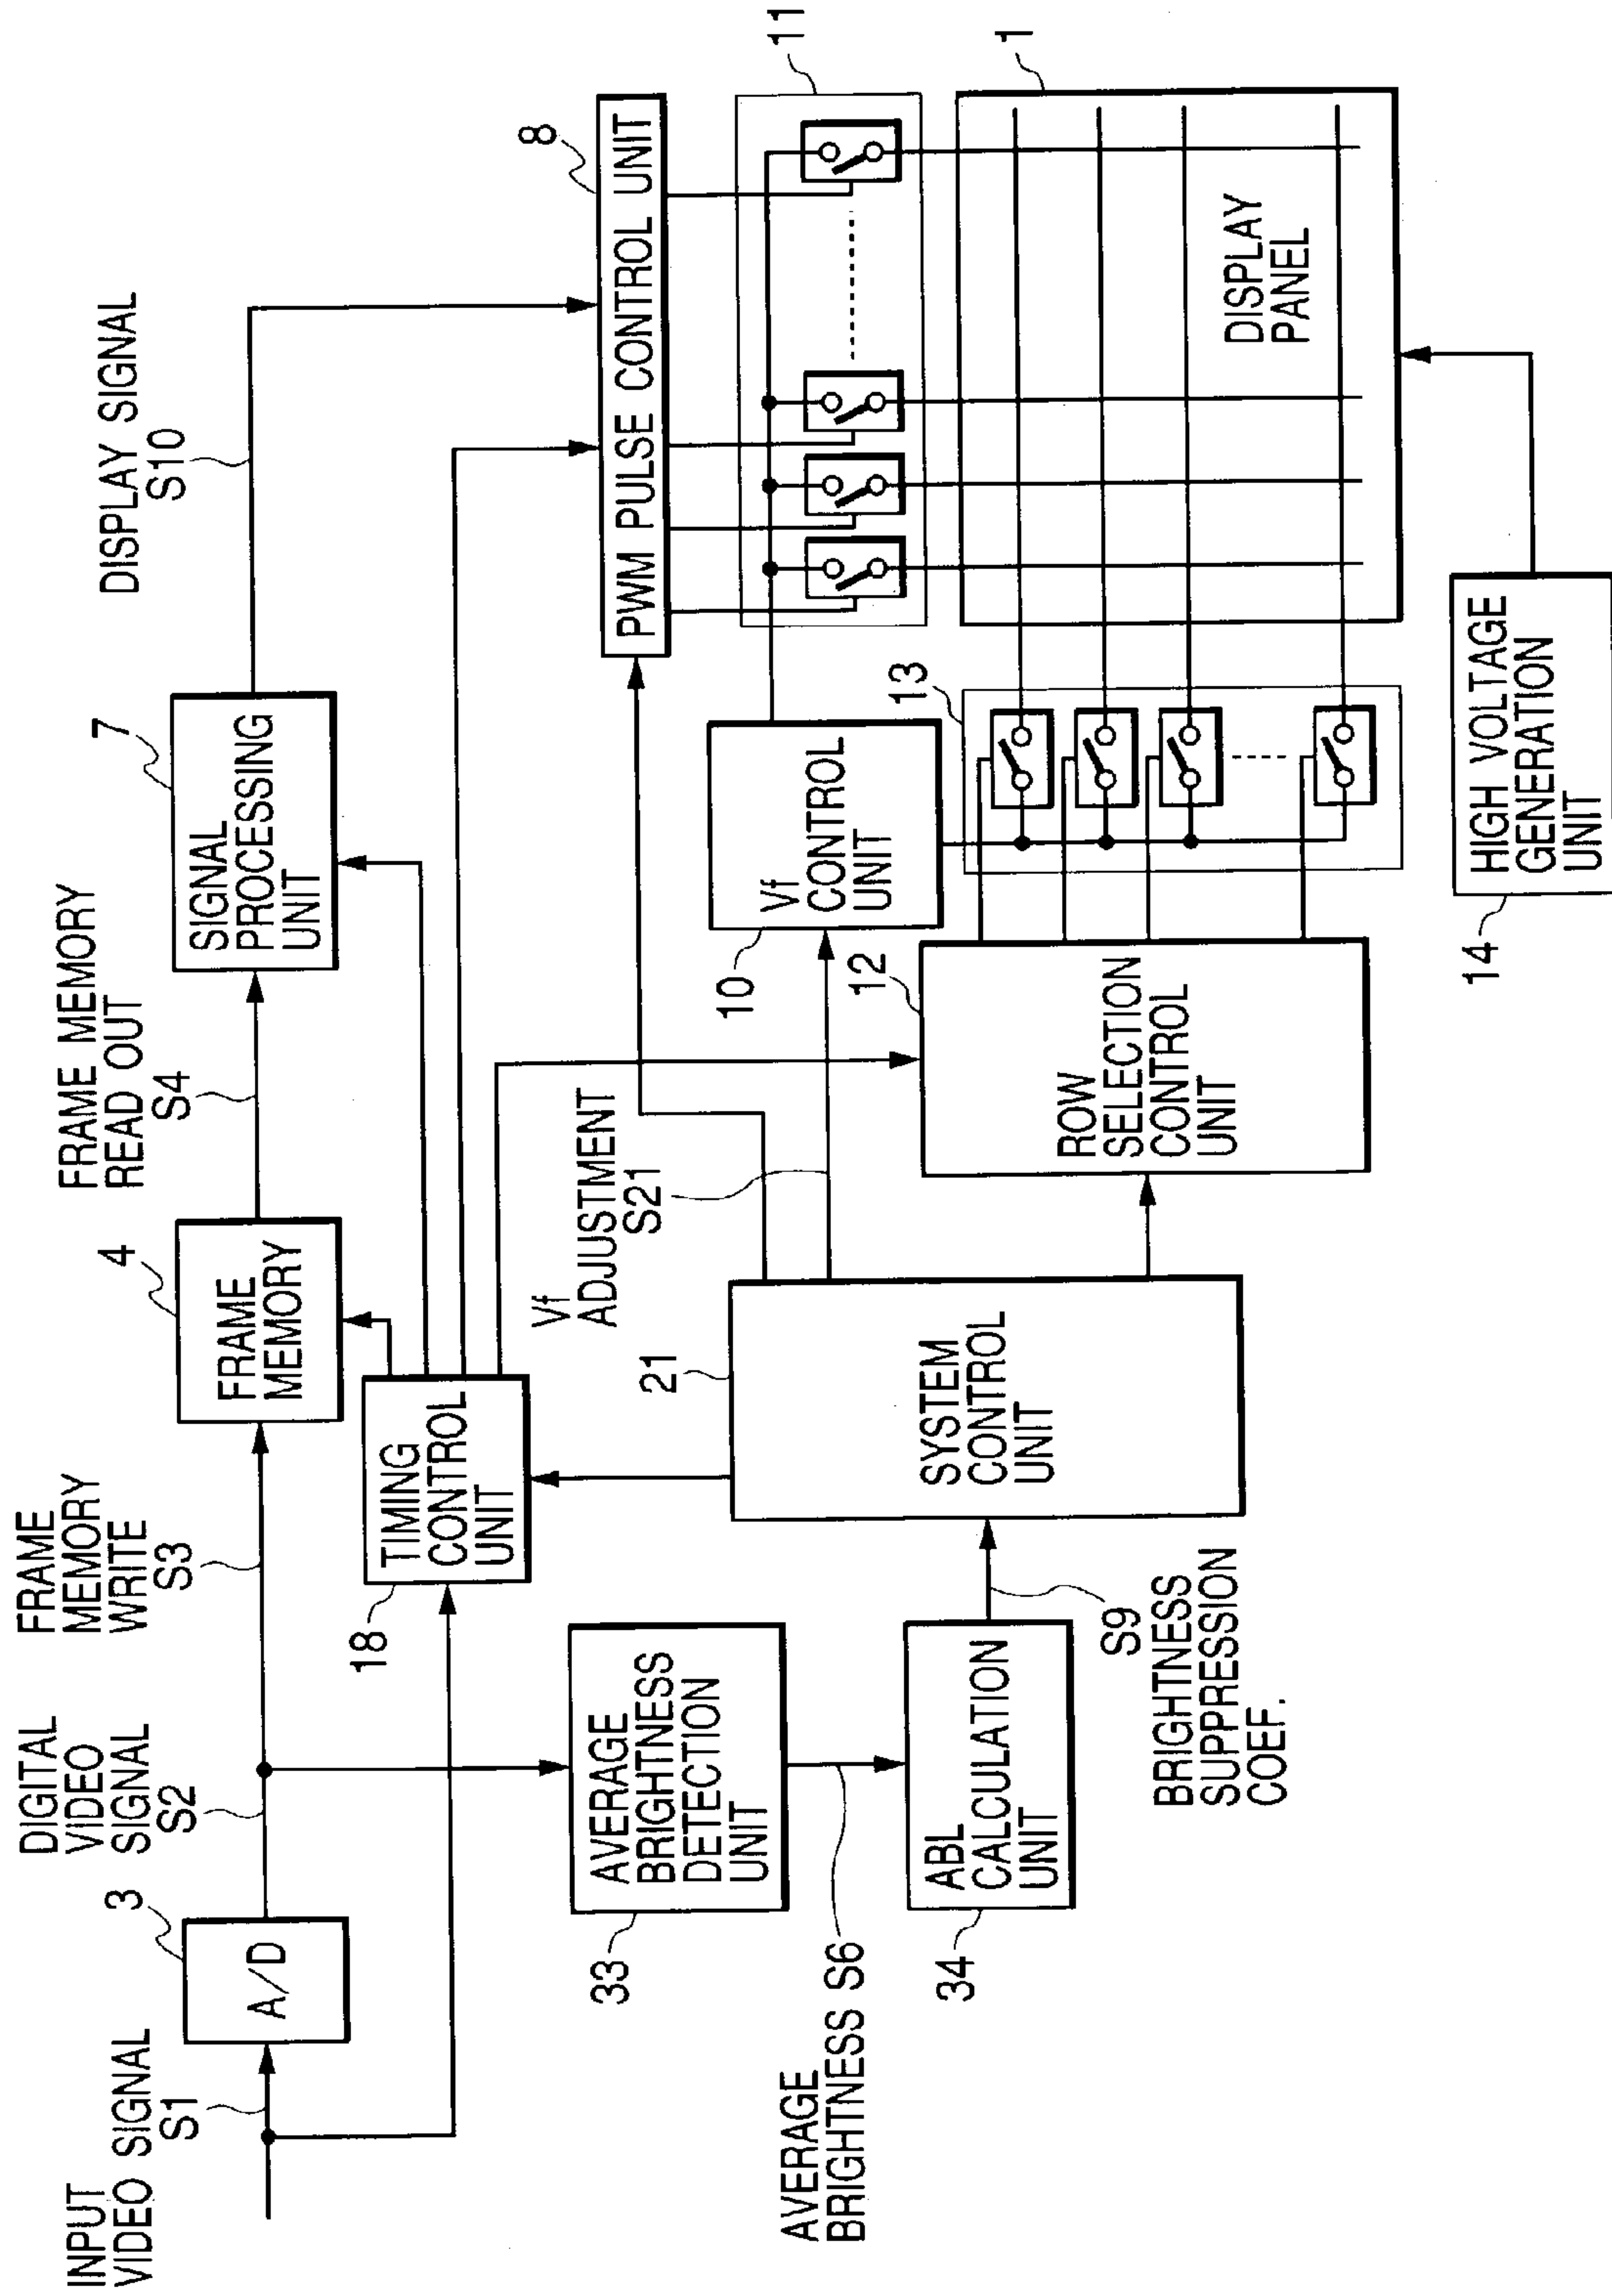 INPUT
VIDEO SIGNAL
S1
3
A/D
DIGITAL
VIDEO
SIGNAL
S2
FRAME
MEMORY
WRITE
S3
4
FRAME
MEMORY
FRAME MEMORY
READ OUT
S4
7
SIGNAL
PROCESSING
UNIT
DISPLAY SIGNAL
S10
18
TIMING
CONTROL
UNIT
8
PWM PULSE CONTROL UNIT
11
33
AVERAGE
BRIGHTNESS
DETECTION
UNIT
AVERAGE
BRIGHTNESS S6
34
ABL
CALCULATION
UNIT
S9
BRIGHTNESS
SUPPRESSION
COEF.
21
SYSTEM
CONTROL
UNIT
Vf
ADJUSTMENT
S21
10
Vf
CONTROL
UNIT
12
ROW
SELECTION
CONTROL
UNIT
13
1
DISPLAY
PANEL
14
HIGH VOLTAGE
GENERATION
UNIT